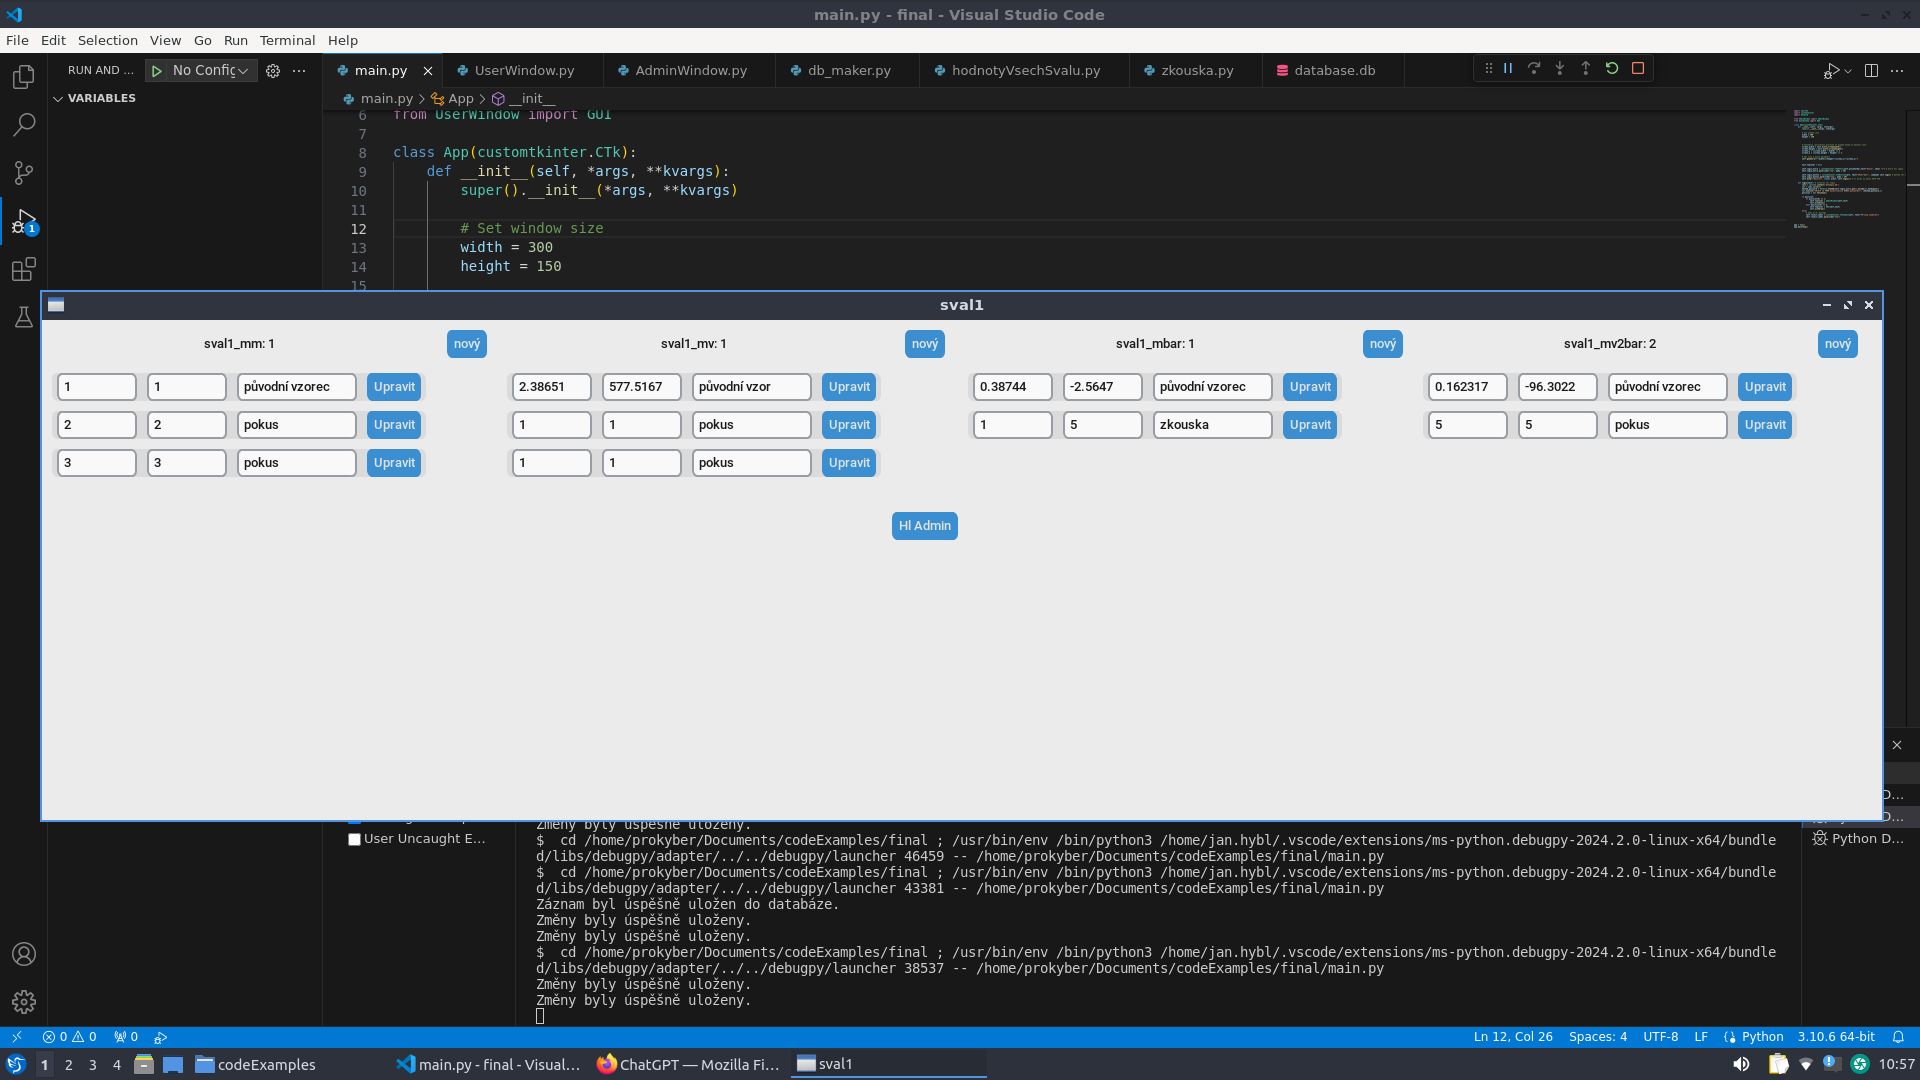 main.py - final - Visual Studio Code
File Edit Selection View Go Run Terminal Help
RUN AND ... No Config main.py UserWindow.py AdminWindow.py db_maker.py hodnotyVsechSvalu.py zkouska.py database.db
VARIABLES
main.py > App > __init__
6 from UserWindow import GUI
7
8 class App(customtkinter.CTk):
9 def __init__(self, *args, **kvargs):
10 super().__init__(*args, **kvargs)
11
12 # Set window size
13 width = 300
14 height = 150
15
1
sval1
sval1_mm: 1 nový sval1_mv: 1 nový sval1_mbar: 1 nový sval1_mv2bar: 2 nový
1 1 původní vzorec Upravit 2.38651 577.5167 původní vzor Upravit 0.38744 -2.5647 původní vzorec Upravit 0.162317 -96.3022 původní vzorec Upravit
2 2 pokus Upravit 1 1 pokus Upravit 1 5 zkouska Upravit 5 5 pokus Upravit
3 3 pokus Upravit 1 1 pokus Upravit
Hl Admin
D...
D...
User Uncaught E...
Python D...
Změny byly úspěšně uloženy.
$ cd /home/prokyber/Documents/codeExamples/final ; /usr/bin/env /bin/python3 /home/jan.hybl/.vscode/extensions/ms-python.debugpy-2024.2.0-linux-x64/bundle
d/libs/debugpy/adapter/../../debugpy/launcher 46459 -- /home/prokyber/Documents/codeExamples/final/main.py
$ cd /home/prokyber/Documents/codeExamples/final ; /usr/bin/env /bin/python3 /home/jan.hybl/.vscode/extensions/ms-python.debugpy-2024.2.0-linux-x64/bundle
d/libs/debugpy/adapter/../../debugpy/launcher 43381 -- /home/prokyber/Documents/codeExamples/final/main.py
Záznam byl úspěšně uložen do databáze.
Změny byly úspěšně uloženy.
Změny byly úspěšně uloženy.
$ cd /home/prokyber/Documents/codeExamples/final ; /usr/bin/env /bin/python3 /home/jan.hybl/.vscode/extensions/ms-python.debugpy-2024.2.0-linux-x64/bundle
d/libs/debugpy/adapter/../../debugpy/launcher 38537 -- /home/prokyber/Documents/codeExamples/final/main.py
Změny byly úspěšně uloženy.
Změny byly úspěšně uloženy.
0 0 0 Ln 12, Col 26 Spaces: 4 UTF-8 LF Python 3.10.6 64-bit
1 2 3 4 codeExamples main.py - final - Visual... ChatGPT — Mozilla Fi... sval1 10:57